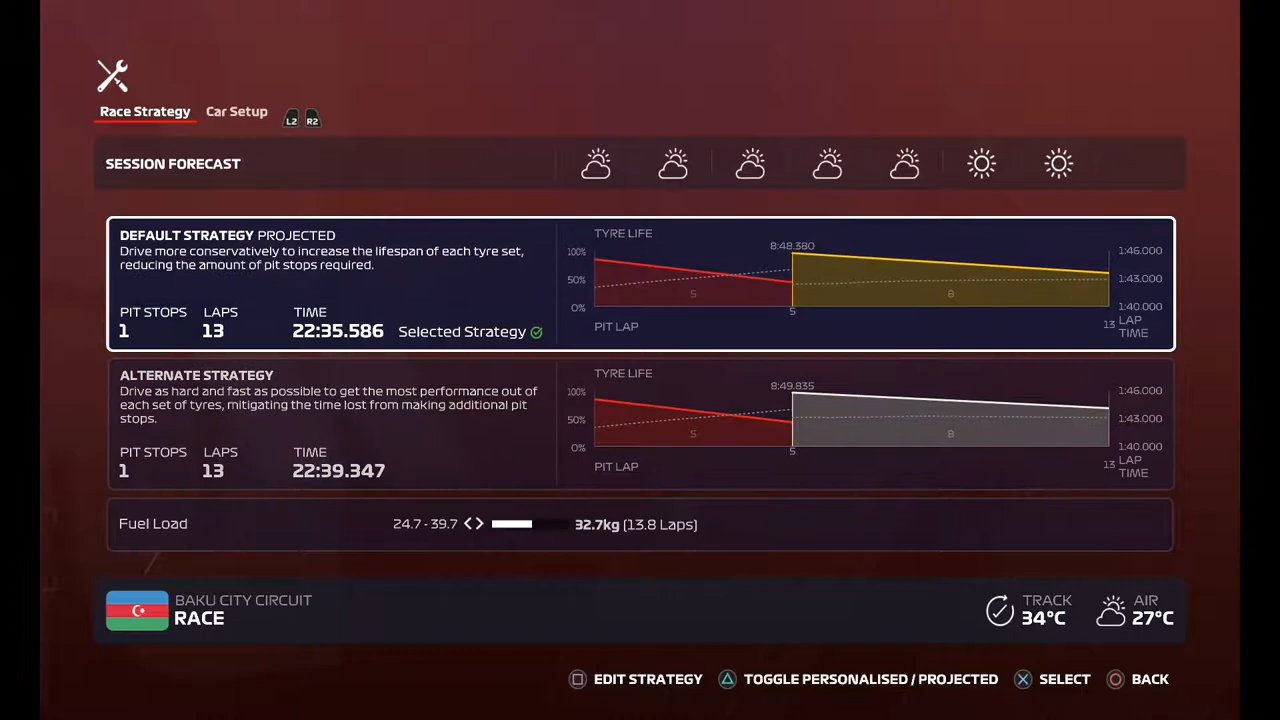 Race Strategy Car Setup L2 R2
SESSION FORECAST
DEFAULT STRATEGY PROJECTED
Drive more conservatively to increase the lifespan of each tyre set,
reducing the amount of pit stops required.
PIT STOPS LAPS TIME
1 13 22:35.586 Selected Strategy
TYRE LIFE
8:48.380
100%
50%
0%
5
8
1:46.000
1:43.000
1:40.000
PIT LAP
5
13
LAP
TIME
ALTERNATE STRATEGY
Drive as hard and fast as possible to get the most performance out of
each set of tyres, mitigating the time lost from making additional pit
stops.
PIT STOPS LAPS TIME
1 13 22:39.347
TYRE LIFE
8:49.835
100%
50%
0%
5
8
1:46.000
1:43.000
1:40.000
PIT LAP
5
13
LAP
TIME
Fuel Load 24.7 - 39.7 32.7kg (13.8 Laps)
BAKU CITY CIRCUIT
RACE
TRACK
34°C
AIR
27°C
EDIT STRATEGY TOGGLE PERSONALISED / PROJECTED SELECT BACK